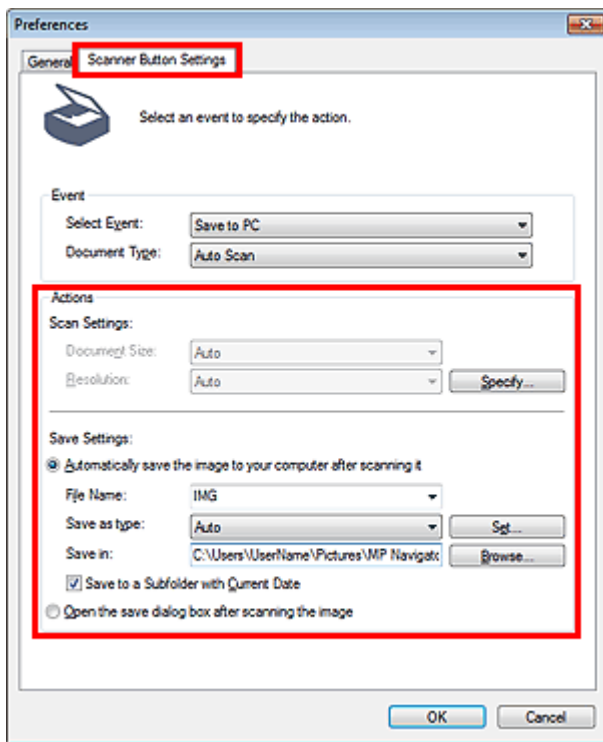 Preferences
General Scanner Button Settings
Select an event to specify the action.
Event
Select Event: Save to PC
Document Type: Auto Scan
Actions
Scan Settings:
Document Size: Auto
Resolution: Auto Specify...
Save Settings:
Automatically save the image to your computer after scanning it
File Name: IMG
Save as type: Auto Set...
Save in: C:\Users\UserName\Pictures\MP Navigato Browse...
Save to a Subfolder with Current Date
Open the save dialog box after scanning the image
OK Cancel